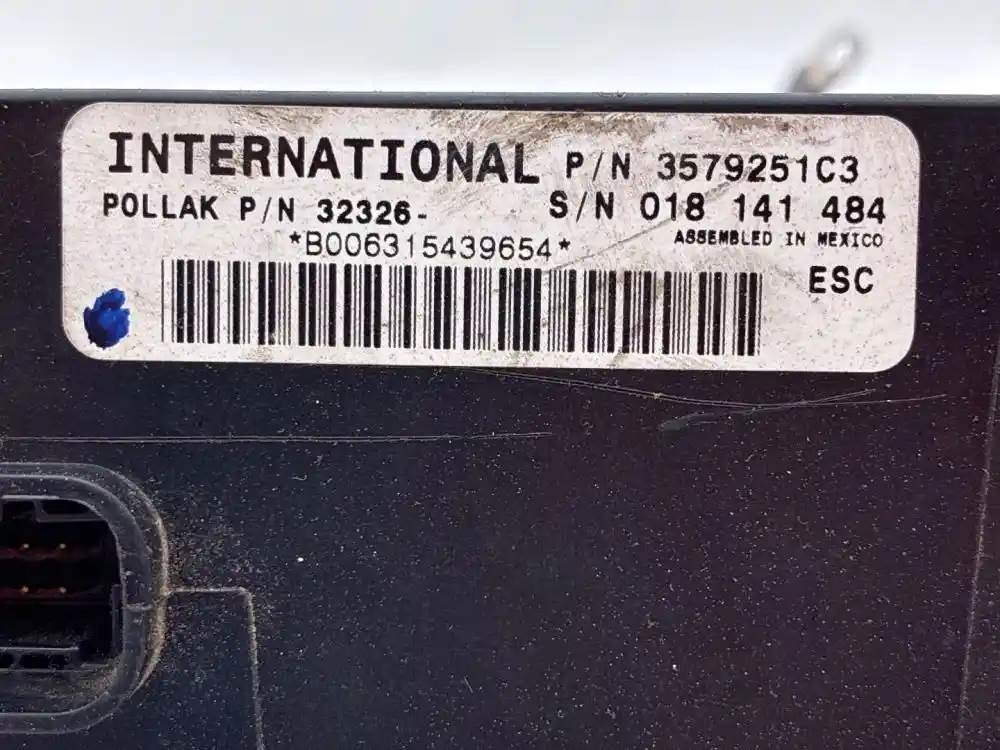 INTERNATIONAL P/N 3579251C3
POLLAK P/N 32326- S/N 018 141 484
*B006315439654* ASSEMBLED IN MEXICO
ESC